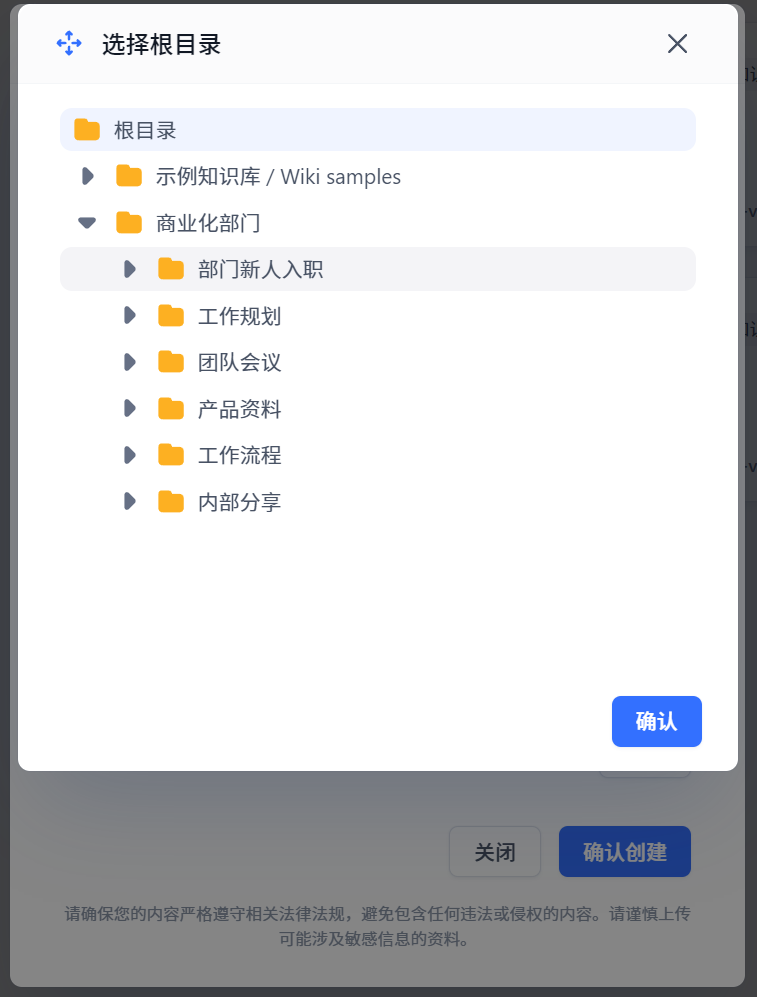 选择根目录
根目录
示例知识库 / Wiki samples
商业化部门
部门新人入职
工作规划
团队会议
产品资料
工作流程
内部分享
确认
关闭
确认创建
请确保您的内容严格遵守相关法律法规，避免包含任何违法或侵权的内容。请谨慎上传
可能涉及敏感信息的资料。